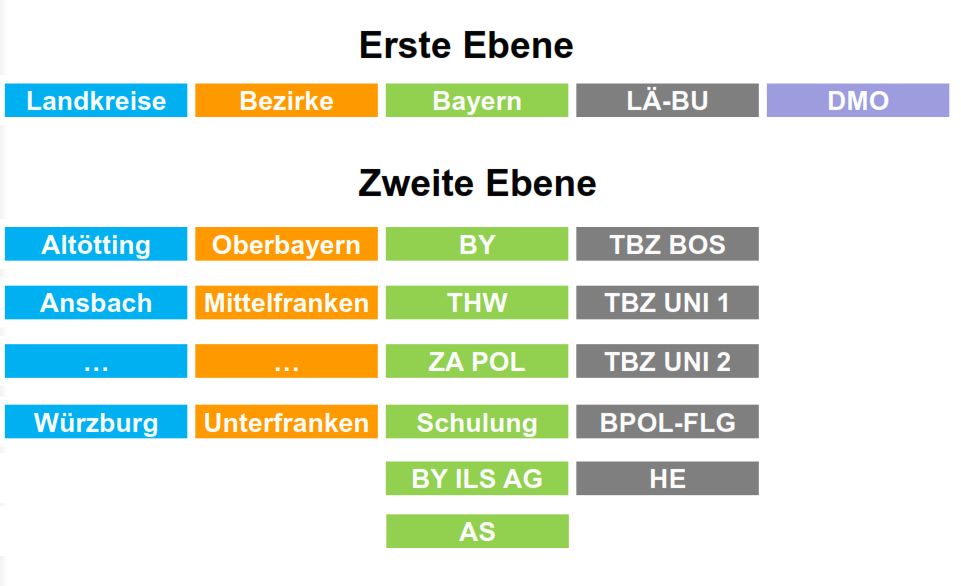 Erste Ebene
Landkreise Bezirke Bayern LÄ-BU DMO
Zweite Ebene
Altötting Oberbayern BY TBZ BOS
Ansbach Mittelfranken THW TBZ UNI 1
... ... ZA POL TBZ UNI 2
Würzburg Unterfranken Schulung BPOL-FLG
BY ILS AG HE
AS